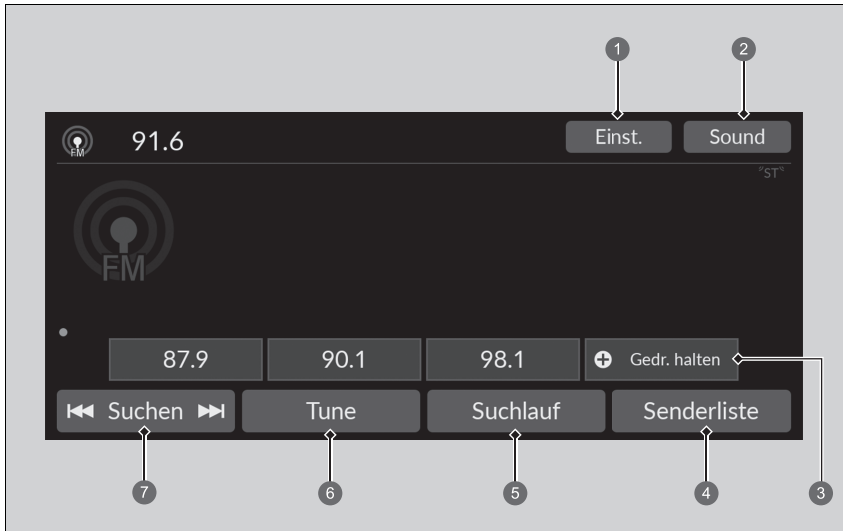 1 2
FM 91.6 Einst. Sound
"ST"
FM
87.9 90.1 98.1 Gedr. halten
Suchen Tune Suchlauf Senderliste
7 6 5 4 3